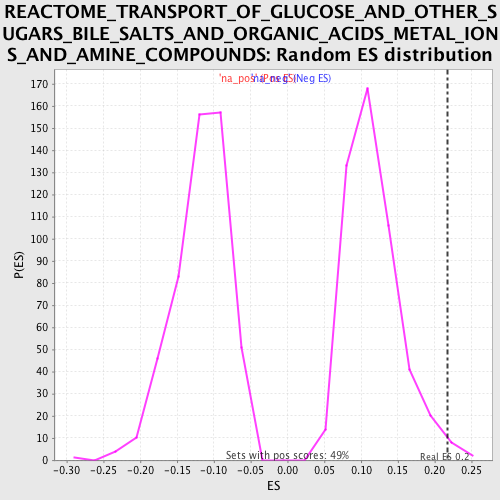 REACTOME_TRANSPORT_OF_GLUCOSE_AND_OTHER_S
UGARS_BILE_SALTS_AND_ORGANIC_ACIDS_METAL_ION
S_AND_AMINE_COMPOUNDS: Random ES distribution
170
160
150
140
130
120
110
100
90
80
70
60
50
40
30
20
10
0
P(ES)
(Neg ES)
Sets with pos scores: 49%
Real ES 0.2
-0.30 -0.25 -0.20 -0.15 -0.10 -0.05 0.00 0.05 0.10 0.15 0.20 0.25
ES